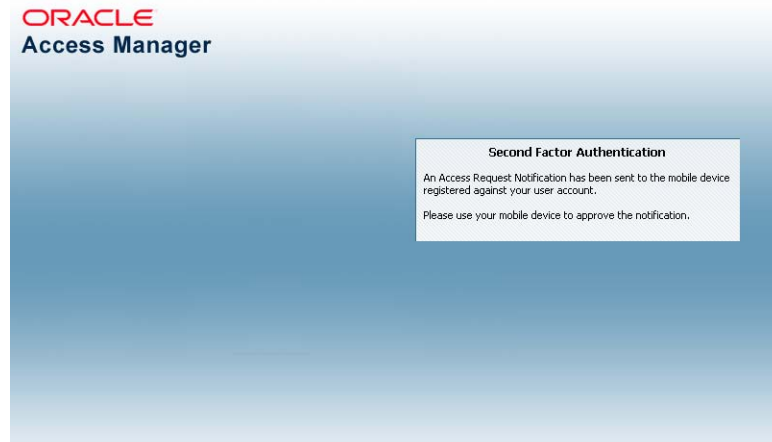 ORACLE
Access Manager
Second Factor Authentication
An Access Request Notification has been sent to the mobile device
registered against your user account.
Please use your mobile device to approve the notification.